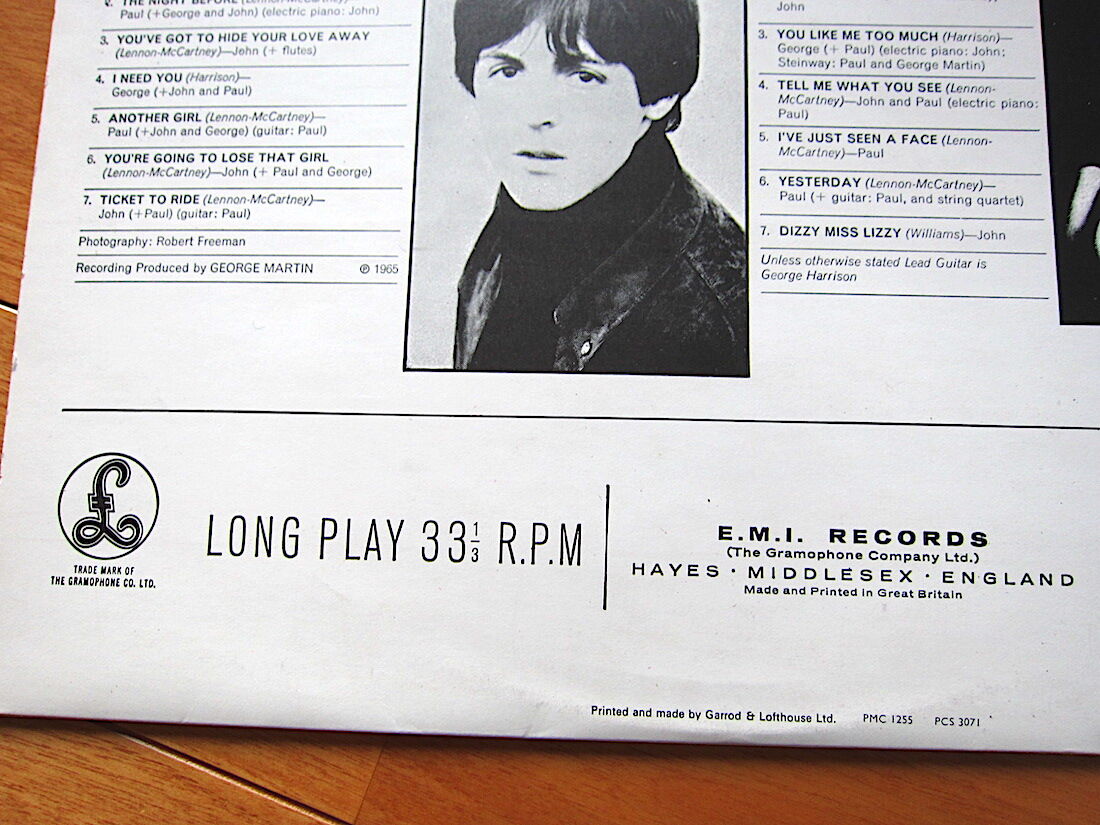 2. THE NIGHT BEFORE (Lennon-McCartney)—
Paul (+George and John) (electric piano: John)
3. YOU'VE GOT TO HIDE YOUR LOVE AWAY
(Lennon-McCartney)—John (+ flutes)
4. I NEED YOU (Harrison)—
George (+John and Paul)
5. ANOTHER GIRL (Lennon-McCartney)—
Paul (+John and George) (guitar: Paul)
6. YOU'RE GOING TO LOSE THAT GIRL
(Lennon-McCartney)—John (+ Paul and George)
7. TICKET TO RIDE (Lennon-McCartney)—
John (+Paul) (guitar: Paul)
Photography: Robert Freeman
Recording Produced by GEORGE MARTIN ℗ 1965
John
3. YOU LIKE ME TOO MUCH (Harrison)—
George (+ Paul) (electric piano: John;
Steinway: Paul and George Martin)
4. TELL ME WHAT YOU SEE (Lennon-
McCartney)—John and Paul (electric piano:
Paul)
5. I'VE JUST SEEN A FACE (Lennon-
McCartney)—Paul
6. YESTERDAY (Lennon-McCartney)—
Paul (+ guitar: Paul, and string quartet)
7. DIZZY MISS LIZZY (Williams)—John
Unless otherwise stated Lead Guitar is
George Harrison
£
TRADE MARK OF
THE GRAMOPHONE CO. LTD.
LONG PLAY 33⅓ R.P.M
E.M.I. RECORDS
(The Gramophone Company Ltd.)
HAYES · MIDDLESEX · ENGLAND
Made and Printed in Great Britain
Printed and made by Garrod & Lofthouse Ltd. PMC 1255 PCS 3071